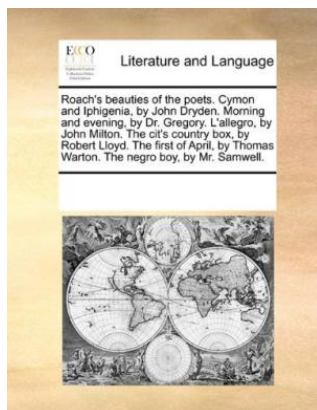 ECCO
Literature and Language
Roach's beauties of the poets. Cymon
and Iphigenia, by John Dryden. Morning
and evening, by Dr. Gregory. L'allegro, by
John Milton. The cit's country box, by
Robert Lloyd. The first of April, by Thomas
Warton. The negro boy, by Mr. Samwell.